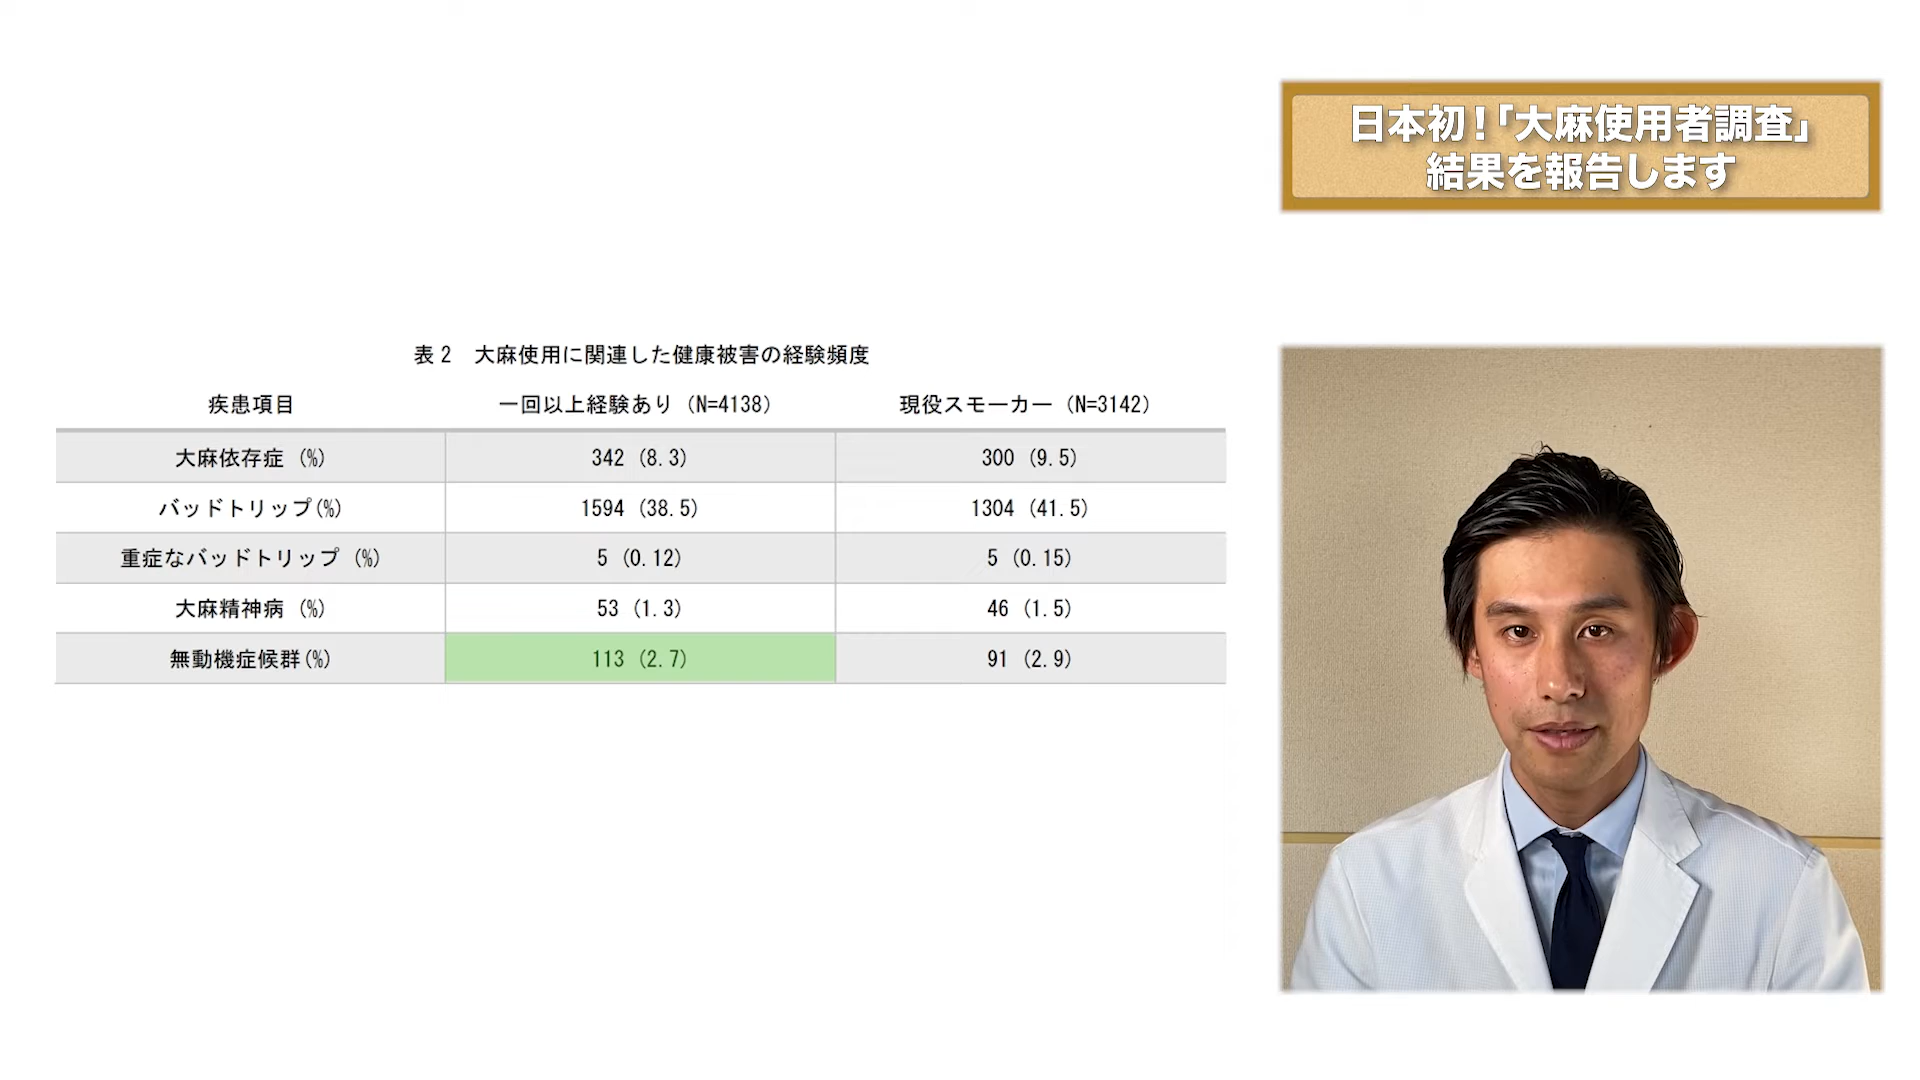 日本初！「大麻使用者調査」
結果を報告します
表2　大麻使用に関連した健康被害の経験頻度
疾患項目 一回以上経験あり（N=4138） 現役スモーカー（N=3142）
大麻依存症 (%) 342 (8.3) 300 (9.5)
バッドトリップ(%) 1594 (38.5) 1304 (41.5)
重症なバッドトリップ (%) 5 (0.12) 5 (0.15)
大麻精神病 (%) 53 (1.3) 46 (1.5)
無動機症候群(%) 113 (2.7) 91 (2.9)